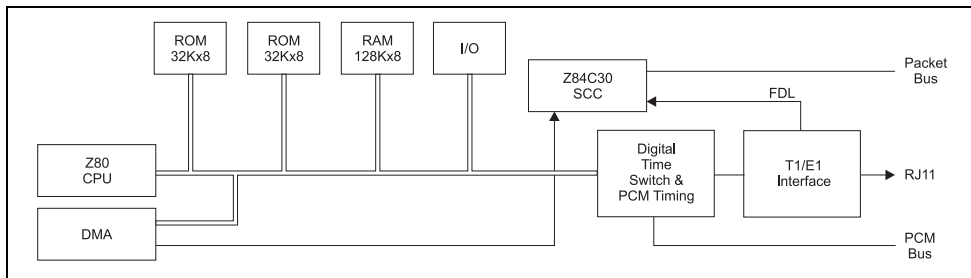 ROM
32Kx8
ROM
32Kx8
RAM
128Kx8
I/O
Z84C30
SCC
Packet
Bus
FDL
Z80
CPU
Digital
Time
Switch &
PCM Timing
T1/E1
Interface
RJ11
DMA
PCM
Bus